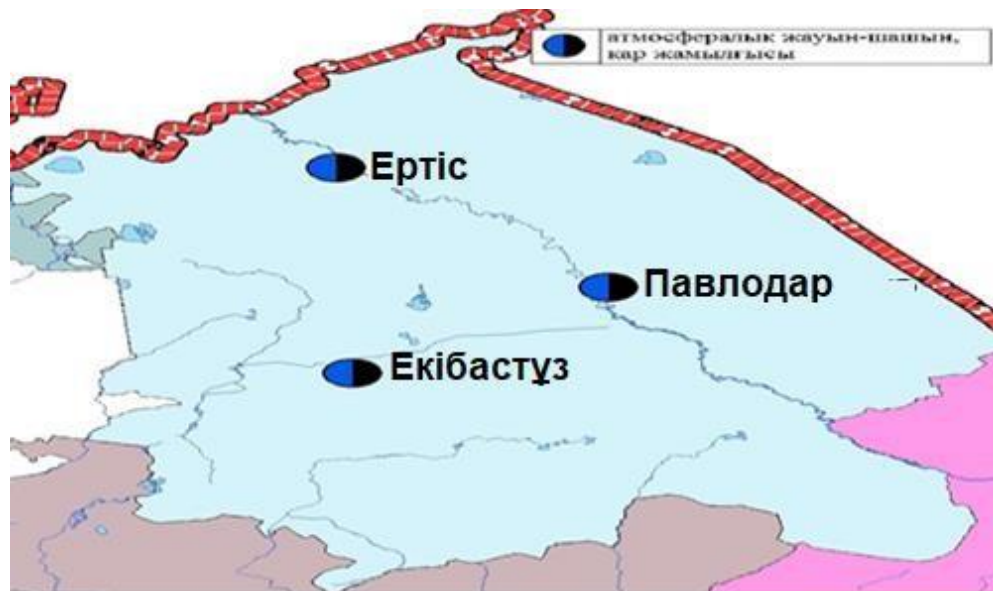 атмосфералық жауын-шашын,
қар жамылғысы
Ертіс
Павлодар
Екібастұз